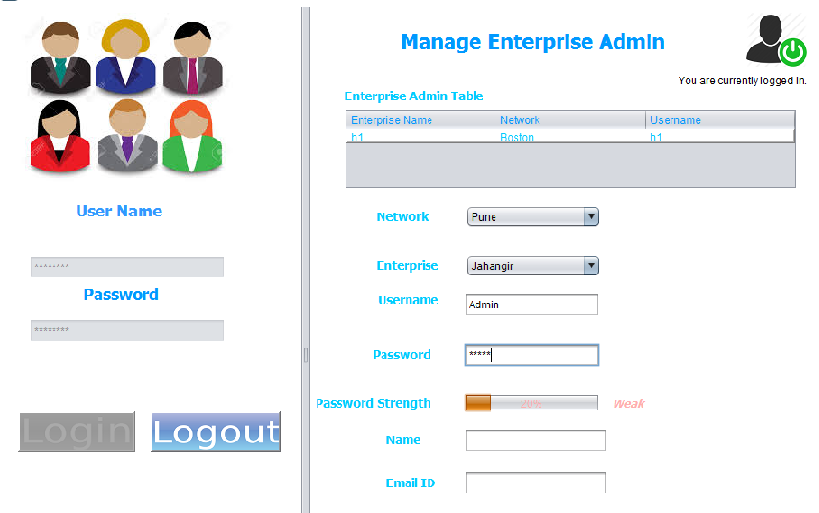 User Name
********
Password
********
Login
Logout
Manage Enterprise Admin
You are currently logged in.
Enterprise Admin Table
Enterprise Name Network Username
h1 Boston h1
Network Pune
Enterprise Jahangir
Username Admin
Password *****
Password Strength 20% Weak
Name
Email ID